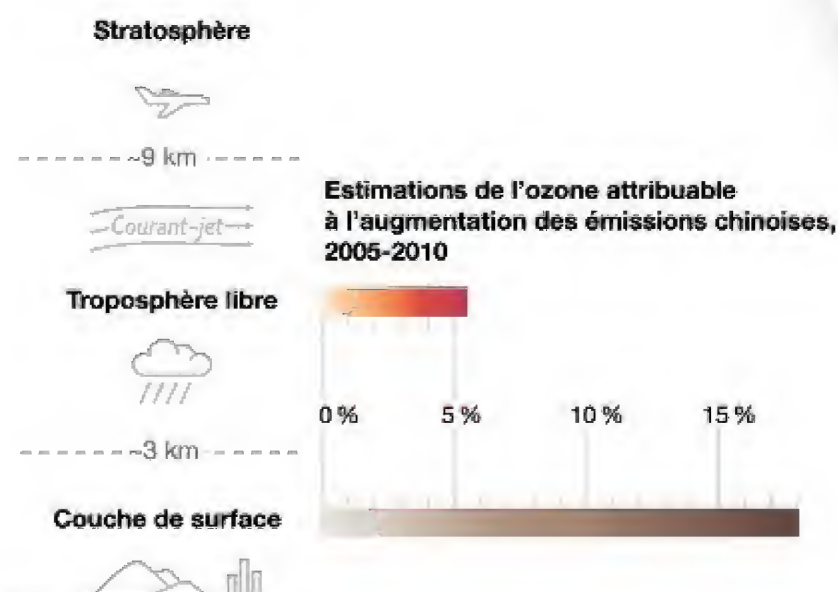 Stratosphère
~9 km
Courant-jet
Troposphère libre
~3 km
Couche de surface
Estimations de l'ozone attribuable
à l'augmentation des émissions chinoises,
2005-2010
0 % 5 % 10 % 15 %